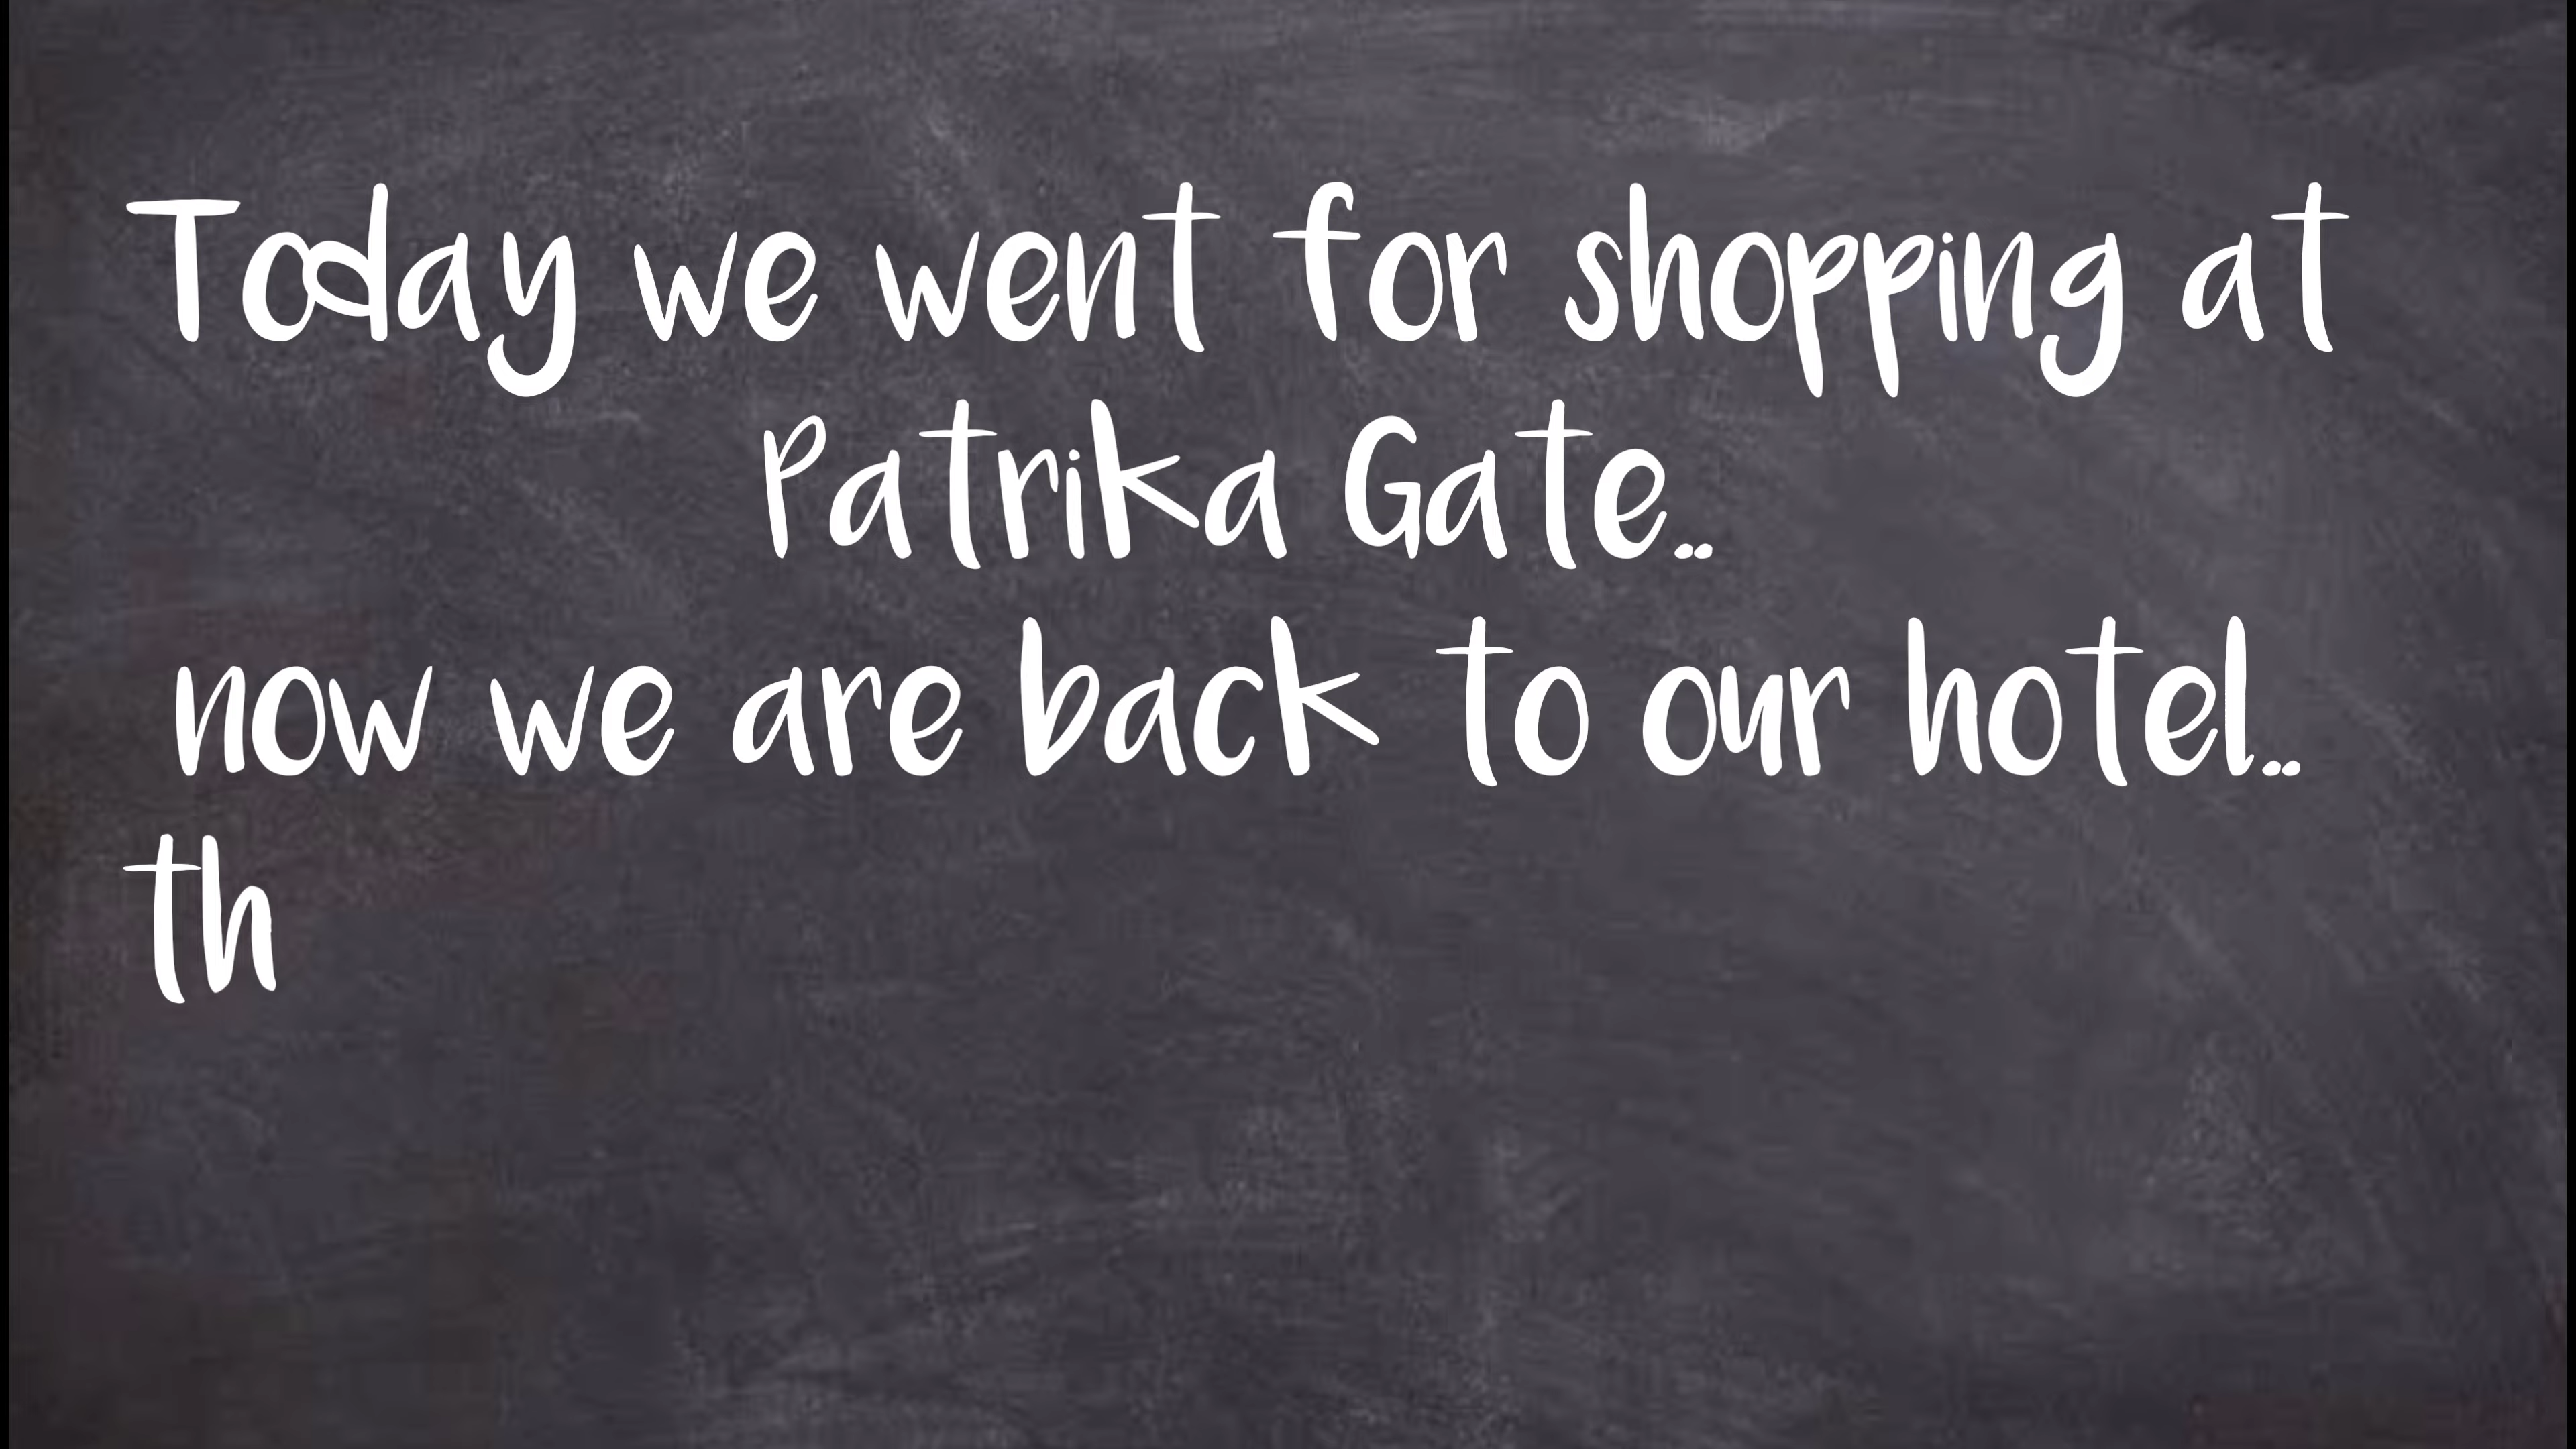 Today we went for shopping at
Patrika Gate..
now we are back to our hotel..
th